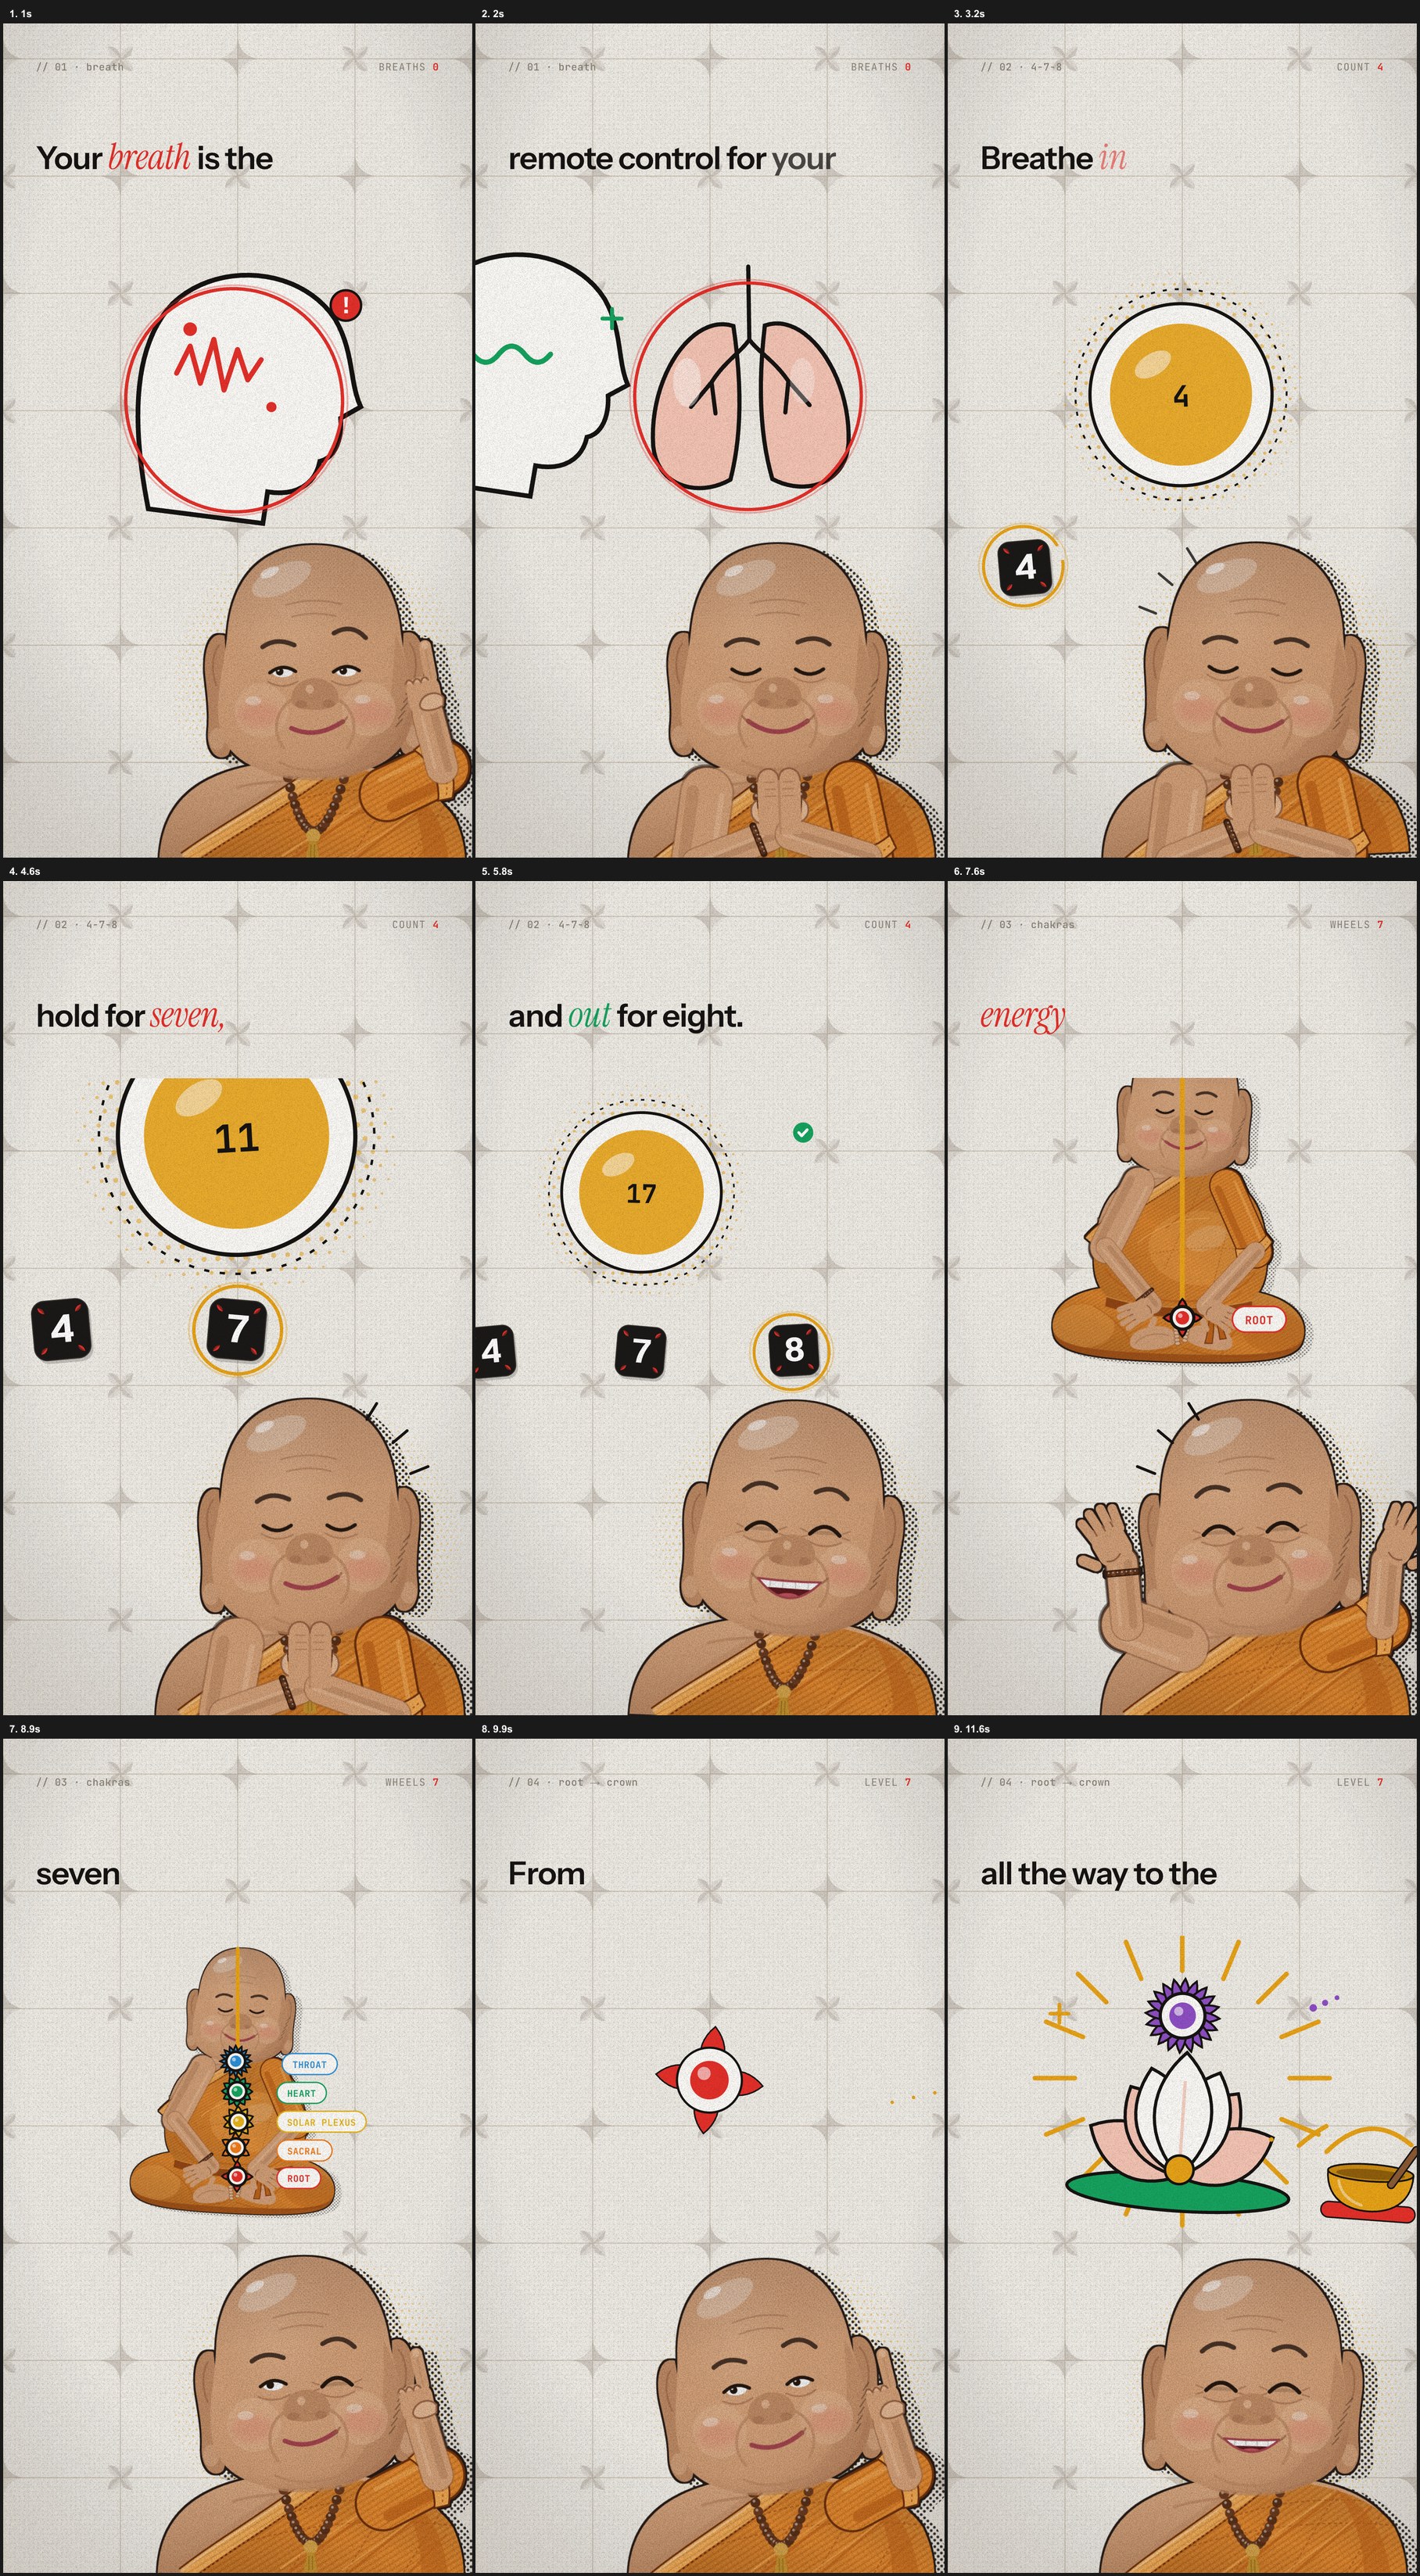 1. 1s
// 01 · breath
BREATHS 0
Your breath is the
!
2. 2s
// 01 · breath
BREATHS 0
remote control for your
3. 3.2s
// 02 · 4-7-8
COUNT 4
Breathe in
4
4
4. 4.6s
// 02 · 4-7-8
COUNT 4
hold for seven,
11
4
7
5. 5.8s
// 02 · 4-7-8
COUNT 4
and out for eight.
17
4
7
8
6. 7.6s
// 03 · chakras
WHEELS 7
energy
ROOT
7. 8.9s
// 03 · chakras
WHEELS 7
seven
THROAT
HEART
SOLAR PLEXUS
SACRAL
ROOT
8. 9.9s
// 04 · root → crown
LEVEL 7
From
9. 11.6s
// 04 · root → crown
LEVEL 7
all the way to the